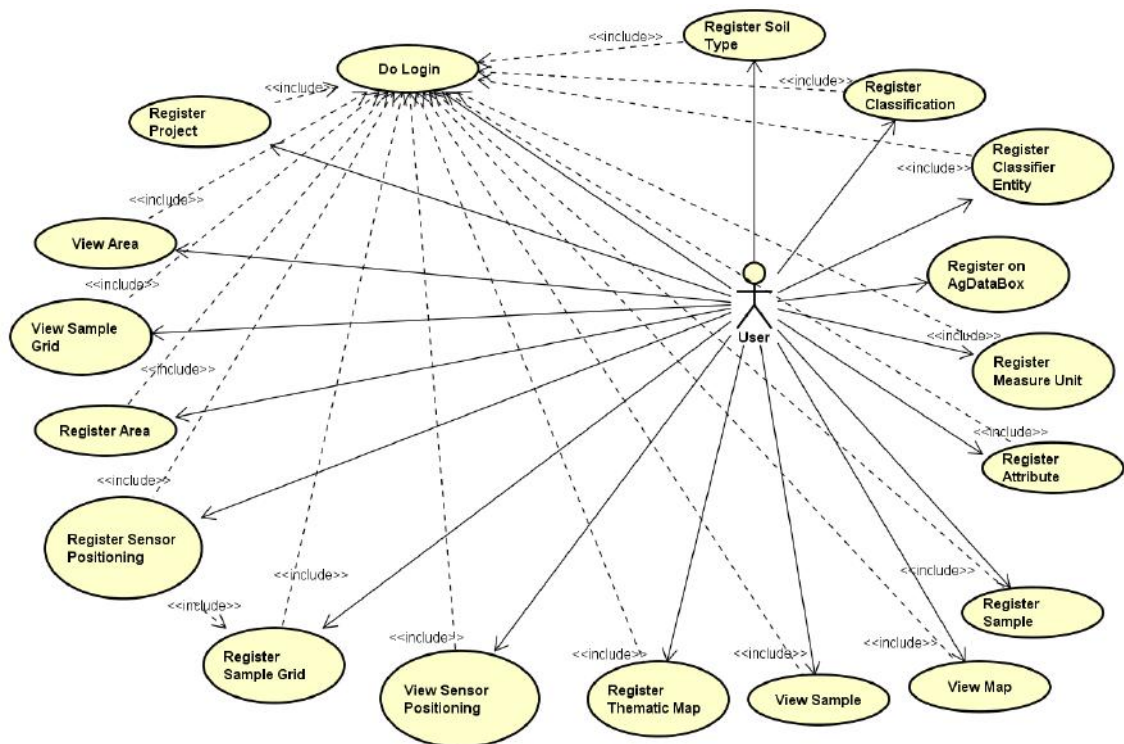 <<include>>
Register Soil
Type
Do Login
<<include>>
<<include>>
Register
Classification
Register
Project
<<include>>
Register
Classifier
Entity
<<include>>
View Area
<<include>>
Register on
AgDataBox
View Sample
Grid
User
<<include>>
Register
Measure Unit
<<include>>
Register Area
<<include>>
Register
Attribute
<<include>>
Register Sensor
Positioning
<<include>>
<<include>>
Register
Sample
<<include>>
Register
Sample Grid
<<include>>
View Sensor
Positioning
<<include>>
Register
Thematic Map
<<include>>
View Sample
<<include>>
View Map